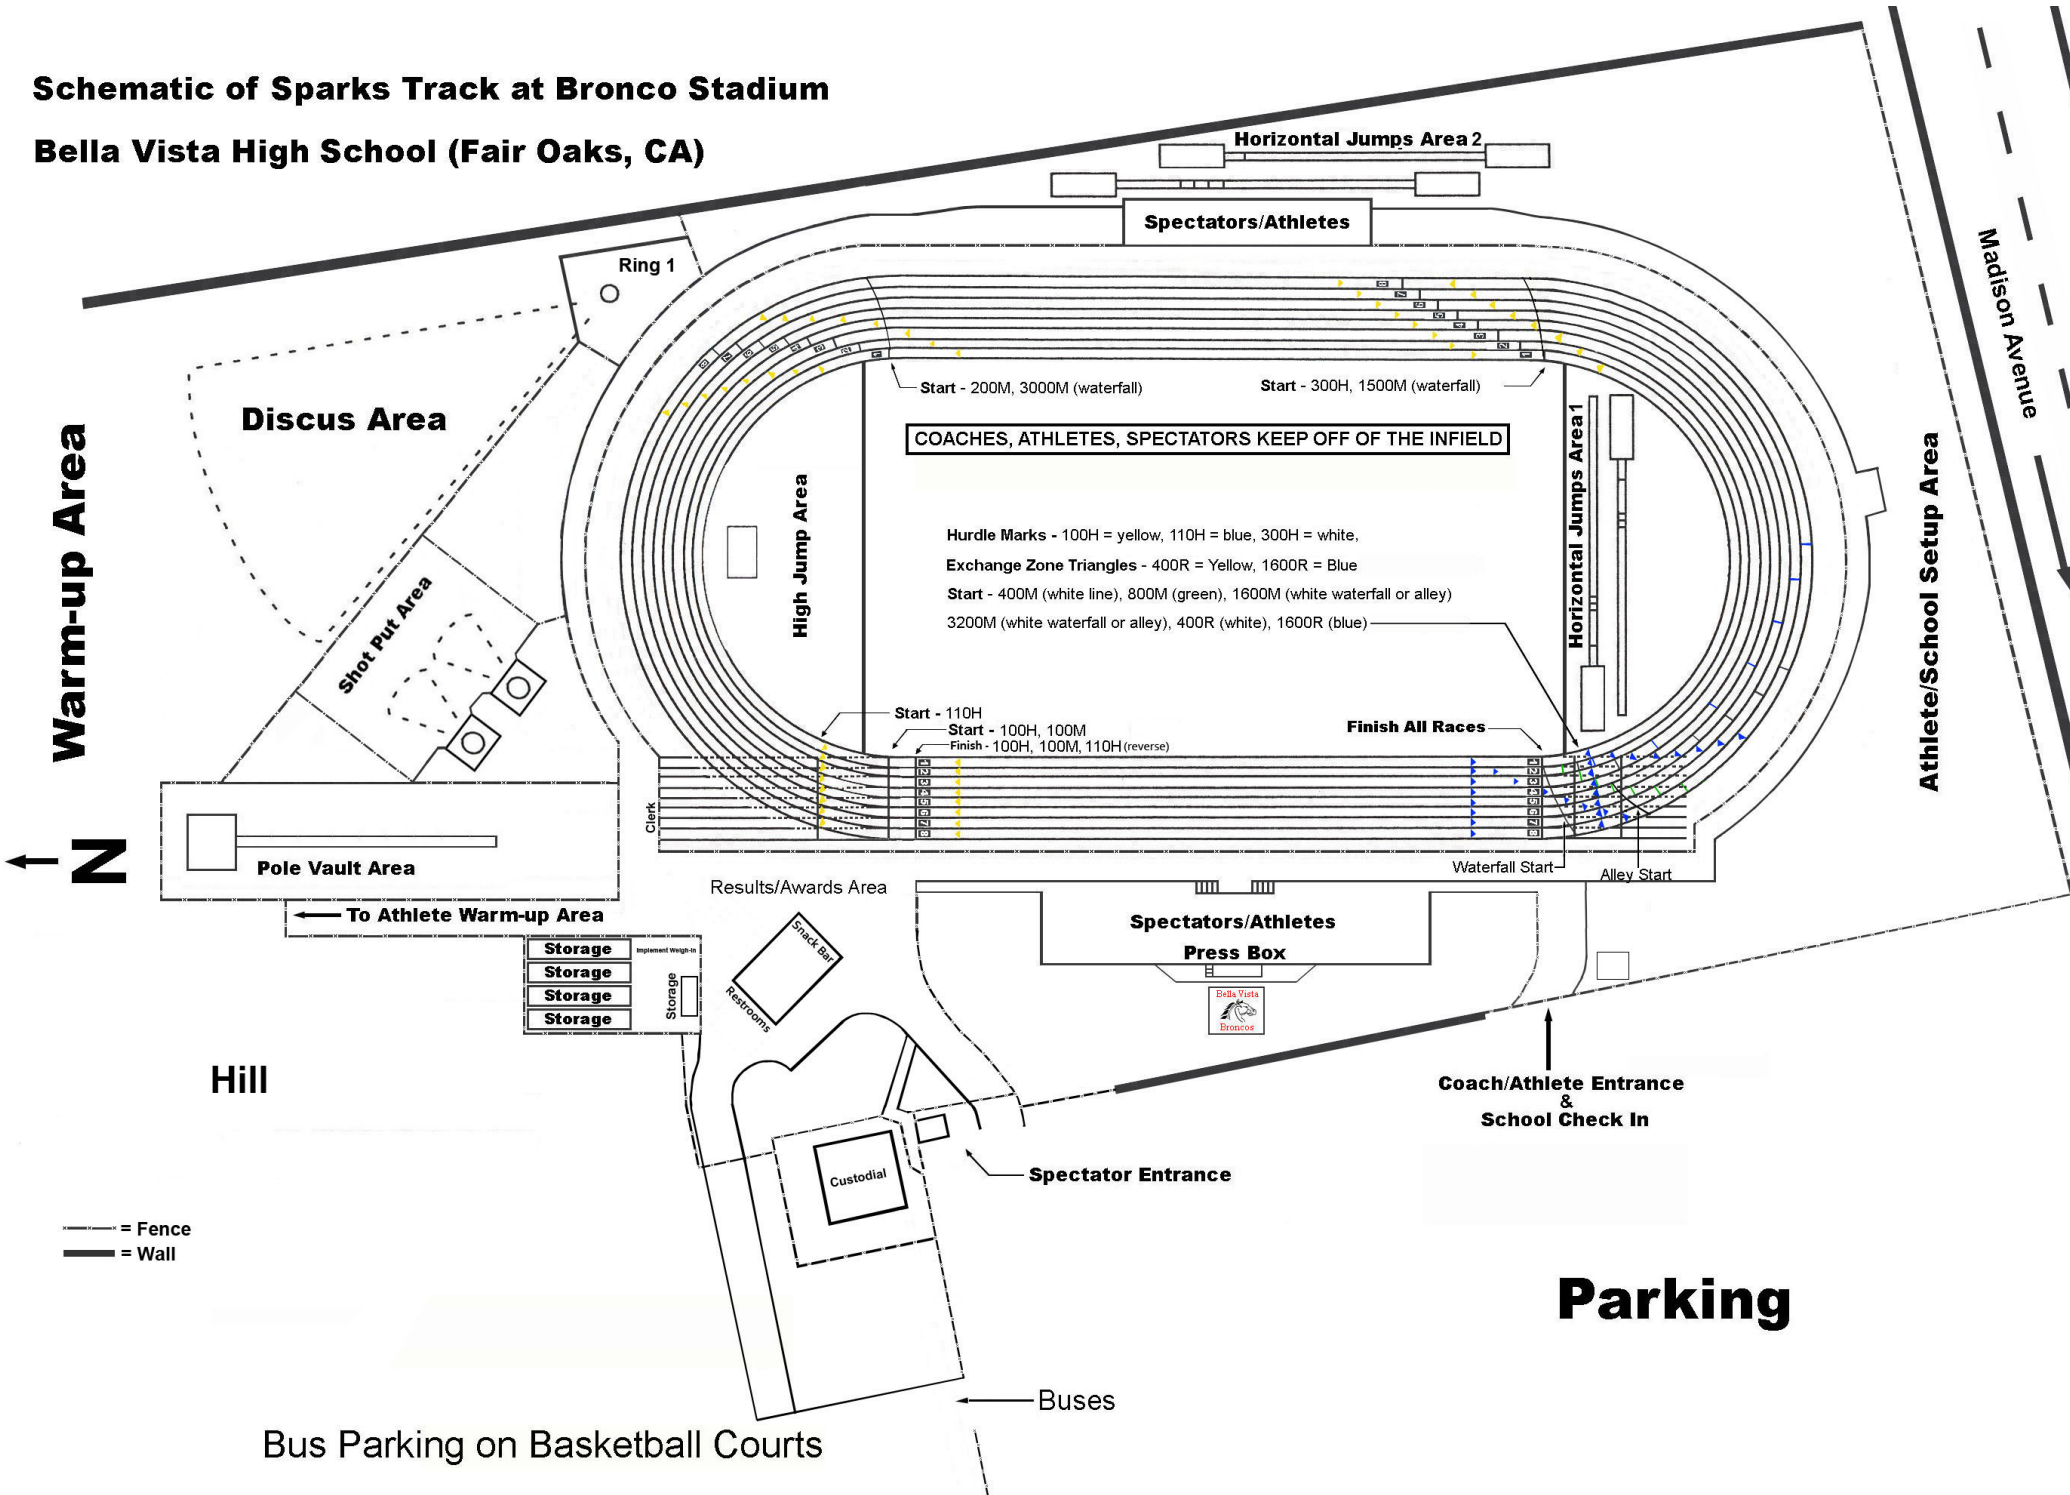 Schematic of Sparks Track at Bronco Stadium
Bella Vista High School (Fair Oaks, CA)
Horizontal Jumps Area 2
Spectators/Athletes
Ring 1
Madison Avenue
Start - 200M, 3000M (waterfall)
Start - 300H, 1500M (waterfall)
Discus Area
COACHES, ATHLETES, SPECTATORS KEEP OFF OF THE INFIELD
Warm-up Area
High Jump Area
Horizontal Jumps Area 1
Athlete/School Setup Area
Hurdle Marks - 100H = yellow, 110H = blue, 300H = white,
Exchange Zone Triangles - 400R = Yellow, 1600R = Blue
Start - 400M (white line), 800M (green), 1600M (white waterfall or alley)
3200M (white waterfall or alley), 400R (white), 1600R (blue)
Shot Put Area
Start - 110H
Start - 100H, 100M
Finish - 100H, 100M, 110H (reverse)
Finish All Races
Clerk
1
2
3
4
5
6
7
8
N
Pole Vault Area
Waterfall Start
Alley Start
Results/Awards Area
To Athlete Warm-up Area
Spectators/Athletes
Press Box
Snack Bar
Restrooms
Storage
Implement Weigh-in
Storage
Storage
Storage
Storage
Bella Vista
Broncos
Hill
Coach/Athlete Entrance
&
School Check In
Custodial
Spectator Entrance
= Fence
= Wall
Parking
Buses
Bus Parking on Basketball Courts